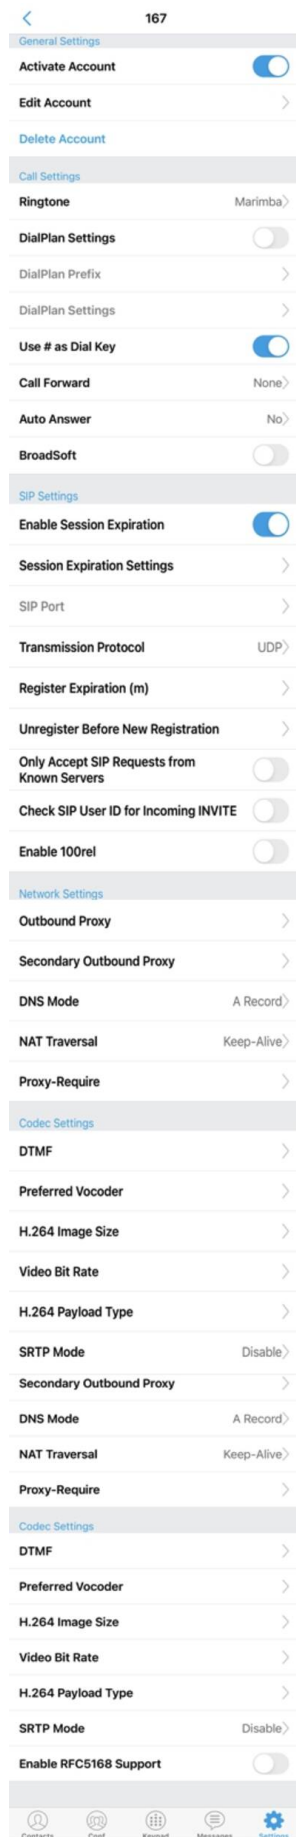 167
General Settings
Activate Account
Edit Account
Delete Account
Call Settings
Ringtone Marimba
DialPlan Settings
DialPlan Prefix
DialPlan Settings
Use # as Dial Key
Call Forward None
Auto Answer No
BroadSoft
SIP Settings
Enable Session Expiration
Session Expiration Settings
SIP Port
Transmission Protocol UDP
Register Expiration (m)
Unregister Before New Registration
Only Accept SIP Requests from
Known Servers
Check SIP User ID for Incoming INVITE
Enable 100rel
Network Settings
Outbound Proxy
Secondary Outbound Proxy
DNS Mode A Record
NAT Traversal Keep-Alive
Proxy-Require
Codec Settings
DTMF
Preferred Vocoder
H.264 Image Size
Video Bit Rate
H.264 Payload Type
SRTP Mode Disable
Secondary Outbound Proxy
DNS Mode A Record
NAT Traversal Keep-Alive
Proxy-Require
Codec Settings
DTMF
Preferred Vocoder
H.264 Image Size
Video Bit Rate
H.264 Payload Type
SRTP Mode Disable
Enable RFC5168 Support
Contacts Conf Keypad Messages Settings